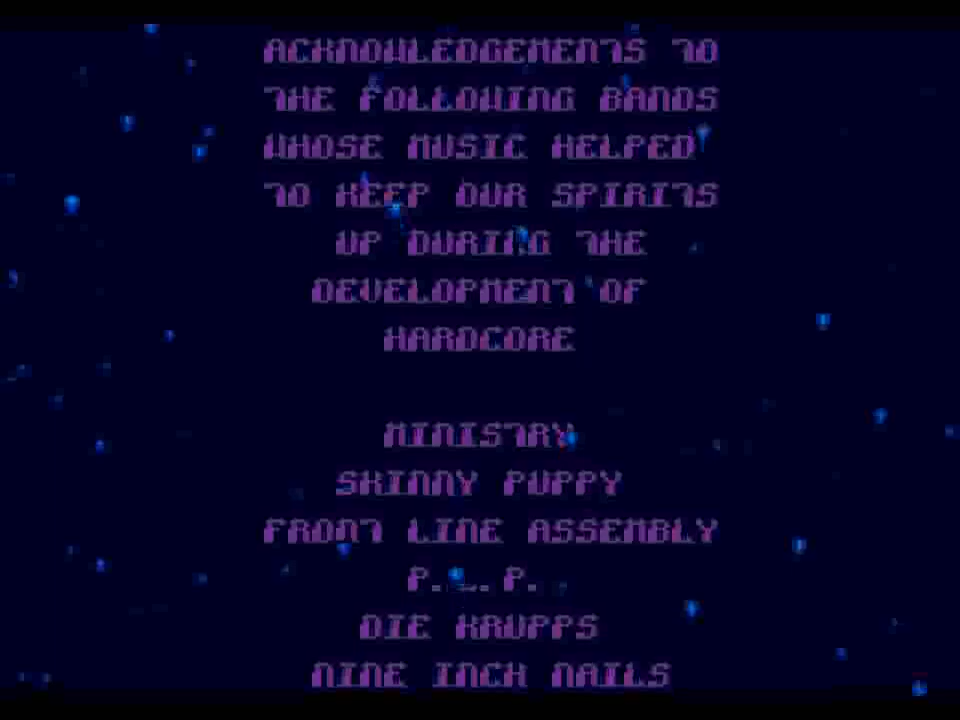 ACKNOWLEDGEMENTS TO
THE FOLLOWING BANDS
WHOSE MUSIC HELPED
TO KEEP OUR SPIRITS
UP DURING THE
DEVELOPMENT OF
HARDCORE
MINISTRY
SKINNY PUPPY
FRONT LINE ASSEMBLY
DIE KRUPPS
NINE INCH NAILS